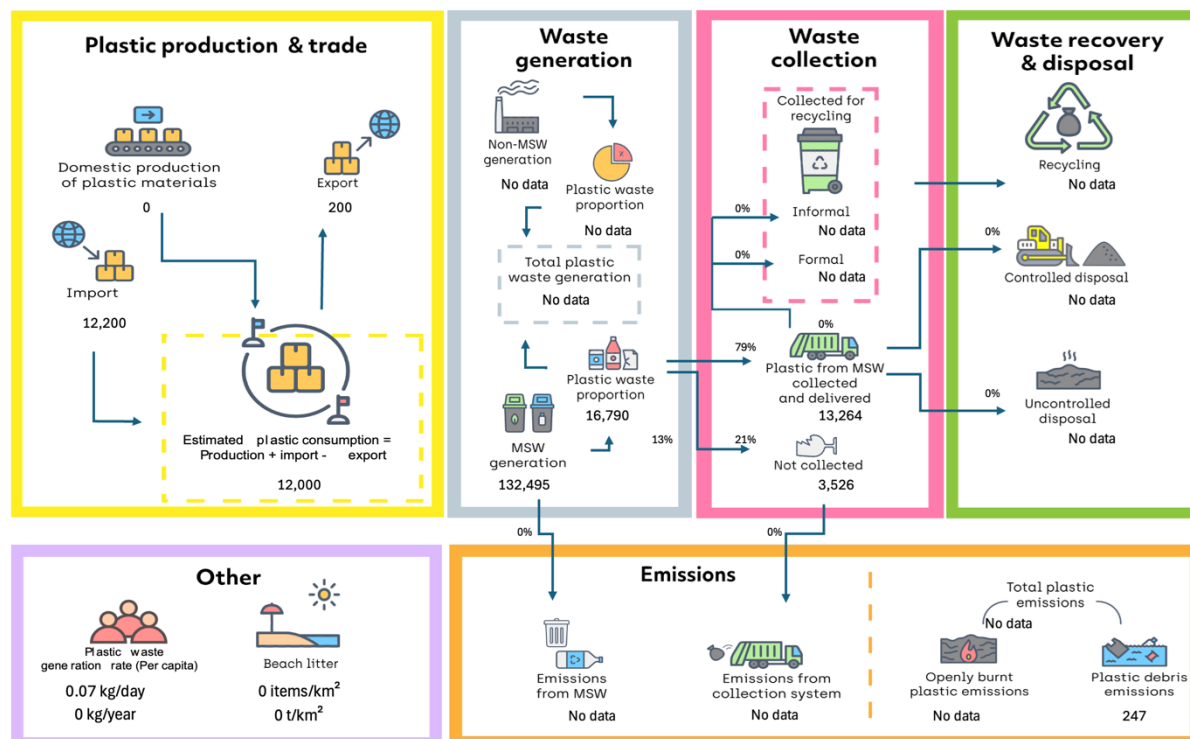 Plastic production & trade
Domestic production
of plastic materials
0
Export
200
Import
12,200
Estimated plastic consumption =
Production + import - export
12,000
Waste
generation
Non-MSW
generation
No data
x
Plastic waste
proportion
No data
Total plastic
waste generation
No data
Plastic waste
proportion
16,790
MSW
generation
132,495
13%
Waste
collection
Collected for
recycling
0%
Informal
No data
0%
Formal
No data
0%
79%
Plastic from MSW
collected
and delivered
13,264
21%
Not collected
3,526
Waste recovery
& disposal
Recycling
No data
0%
Controlled disposal
No data
0%
Uncontrolled
disposal
No data
Other
Plastic waste
generation rate (Per capita)
0.07 kg/day
0 kg/year
Beach litter
0 items/km²
0 t/km²
0%
0%
Emissions
Emissions
from MSW
No data
Emissions from
collection system
No data
Total plastic
emissions
No data
Openly burnt
plastic emissions
No data
Plastic debris
emissions
247